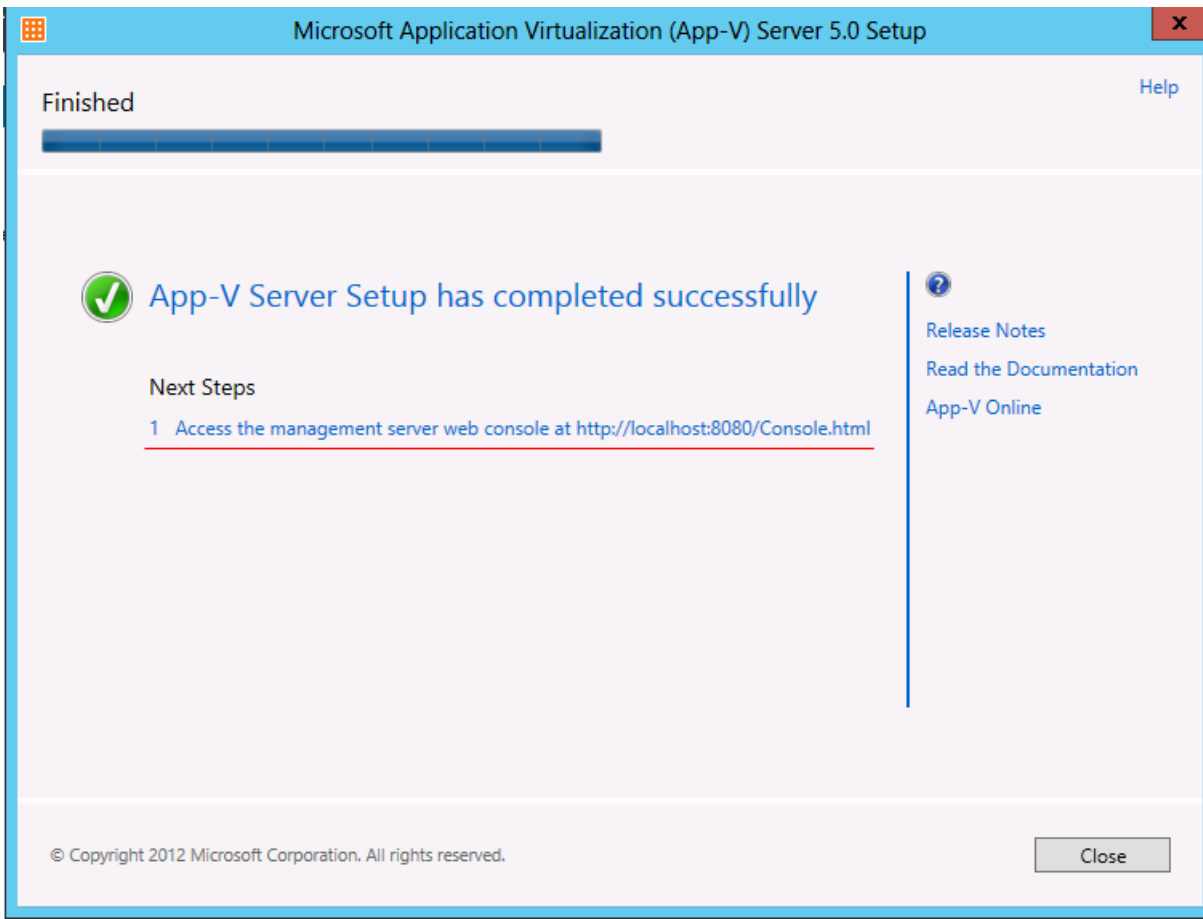 Microsoft Application Virtualization (App-V) Server 5.0 Setup
x
Help
Finished
App-V Server Setup has completed successfully
Next Steps
1 Access the management server web console at http://localhost:8080/Console.html
?
Release Notes
Read the Documentation
App-V Online
© Copyright 2012 Microsoft Corporation. All rights reserved.
Close